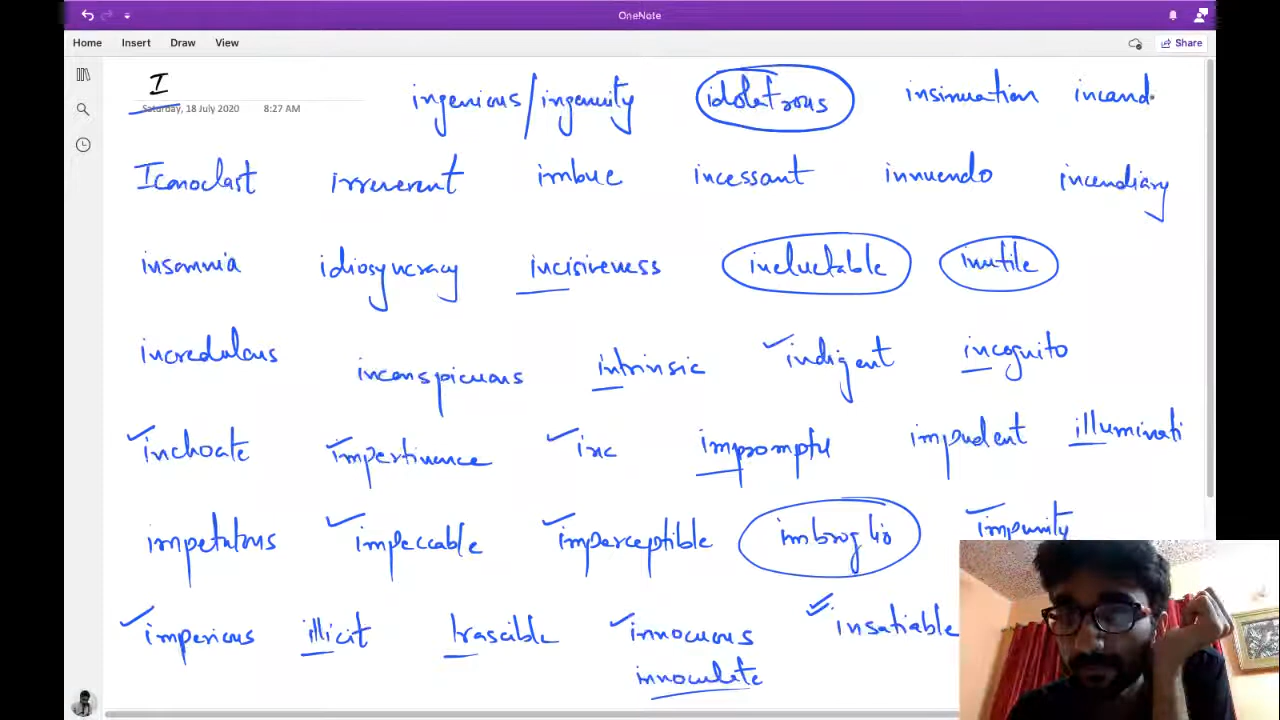 OneNote
Home Insert Draw View Share
I
Saturday, 18 July 2020 8:27 AM
ingenious/ingenuity idolatrous insinuation incand
Iconoclast irreverent imbue incessant innuendo incendiary
insomnia idiosyncracy incisiveness ineluctable inutile
incredulous inconspicuous intrinsic indigent incognito
inchoate impertinence inc impromptu impudent illuminati
impetuous impeccable imperceptible imbroglio impunity
imperious illicit Irascible innocuous insatiable
innoculate